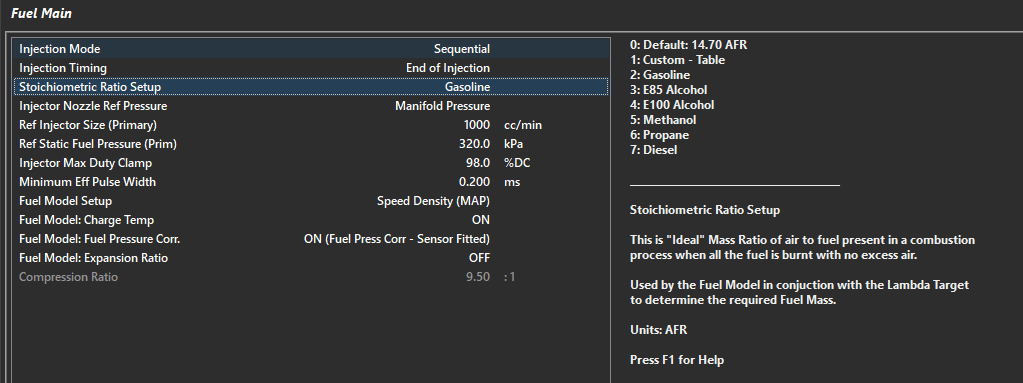 Fuel Main
Injection Mode Sequential
Injection Timing End of Injection
Stoichiometric Ratio Setup Gasoline
Injector Nozzle Ref Pressure Manifold Pressure
Ref Injector Size (Primary) 1000 cc/min
Ref Static Fuel Pressure (Prim) 320.0 kPa
Injector Max Duty Clamp 98.0 %DC
Minimum Eff Pulse Width 0.200 ms
Fuel Model Setup Speed Density (MAP)
Fuel Model: Charge Temp ON
Fuel Model: Fuel Pressure Corr. ON (Fuel Press Corr - Sensor Fitted)
Fuel Model: Expansion Ratio OFF
Compression Ratio 9.50 : 1
0: Default: 14.70 AFR
1: Custom - Table
2: Gasoline
3: E85 Alcohol
4: E100 Alcohol
5: Methanol
6: Propane
7: Diesel
Stoichiometric Ratio Setup
This is "Ideal" Mass Ratio of air to fuel present in a combustion
process when all the fuel is burnt with no excess air.
Used by the Fuel Model in conjuction with the Lambda Target
to determine the required Fuel Mass.
Units: AFR
Press F1 for Help